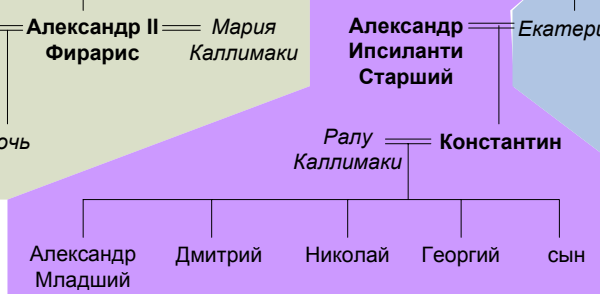 Александр II
Фирарис
Мария
Каллимаки
Александр
Ипсиланти
Старший
Ралу
Каллимаки
Константин
Александр
Младший
Дмитрий
Николай
Георгий
сын